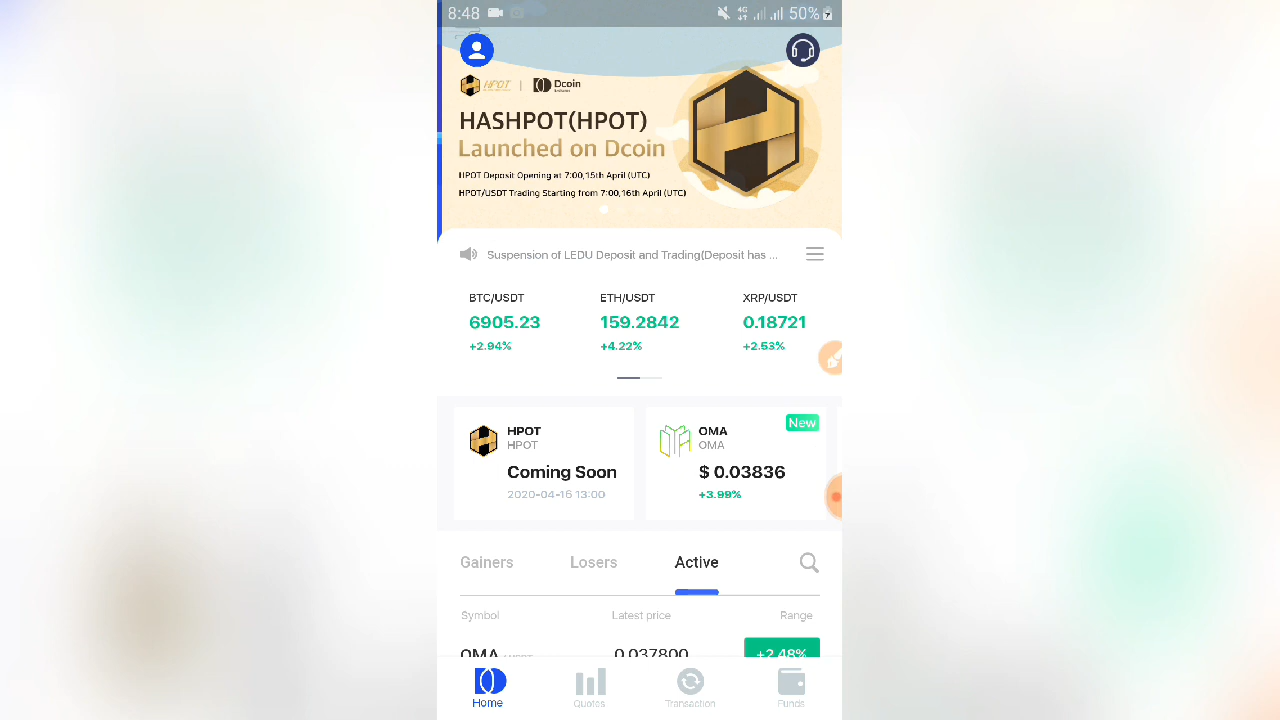 8:48 4G 50%
HPOT | Dcoin
HASHPOT(HPOT)
Launched on Dcoin
HPOT Deposit Opening at 7:00,15th April (UTC)
HPOT/USDT Trading Starting from 7:00,16th April (UTC)
Suspension of LEDU Deposit and Trading(Deposit has ...
BTC/USDT ETH/USDT XRP/USDT
6905.23 159.2842 0.18721
+2.94% +4.22% +2.53%
HPOT
HPOT
Coming Soon
2020-04-16 13:00
New
OMA
OMA
$ 0.03836
+3.99%
Gainers Losers Active
Symbol Latest price Range
OMA 0.037800 +2.48%
Home Quotes Transaction Funds